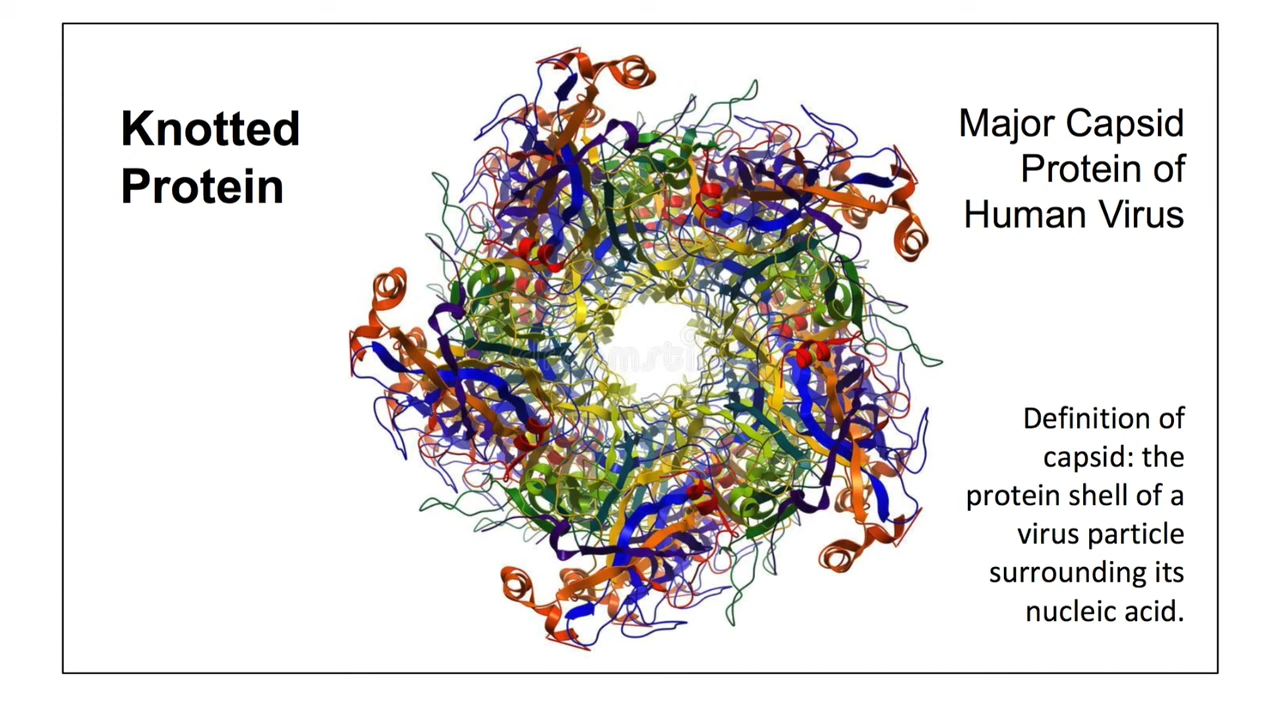 Knotted
Protein
Major Capsid
Protein of
Human Virus
Definition of
capsid: the
protein shell of a
virus particle
surrounding its
nucleic acid.